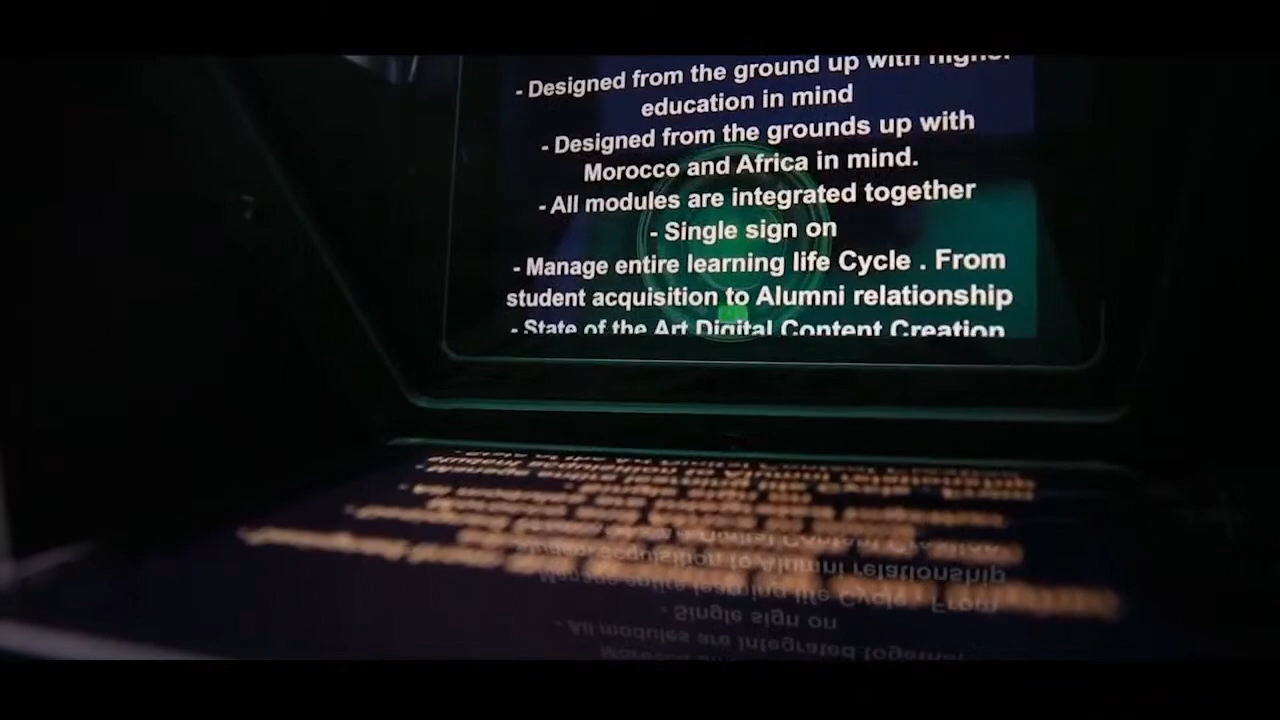 - Designed from the ground up with higher
education in mind
- Designed from the grounds up with
Morocco and Africa in mind.
- All modules are integrated together
- Single sign on
- Manage entire learning life Cycle . From
student acquisition to Alumni relationship
- State of the Art Digital Content Creation